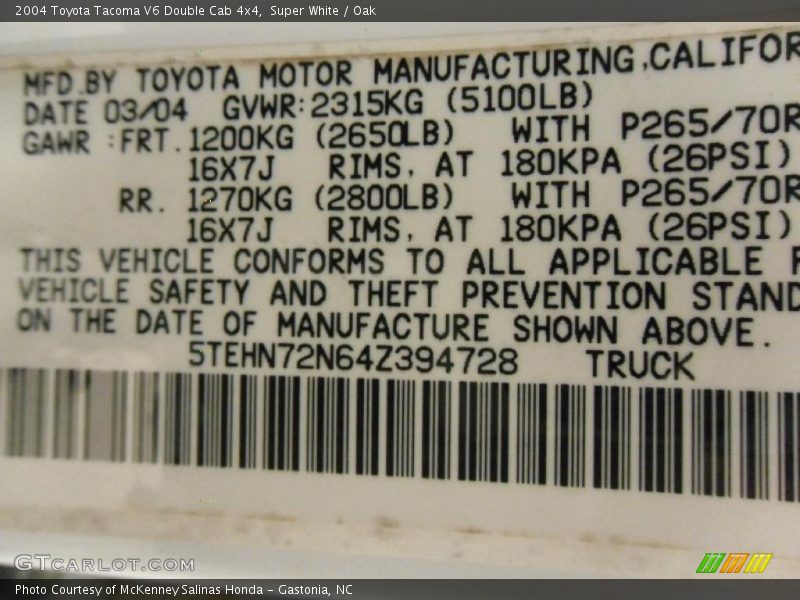 2004 Toyota Tacoma V6 Double Cab 4x4, Super White / Oak
MFD.BY TOYOTA MOTOR MANUFACTURING,CALIFOR
DATE 03/04 GVWR:2315KG (5100LB)
GAWR :FRT.1200KG (2650LB) WITH P265/70R
16X7J RIMS, AT 180KPA (26PSI)
RR. 1270KG (2800LB) WITH P265/70R
16X7J RIMS, AT 180KPA (26PSI)
THIS VEHICLE CONFORMS TO ALL APPLICABLE F
VEHICLE SAFETY AND THEFT PREVENTION STAND
ON THE DATE OF MANUFACTURE SHOWN ABOVE.
5TEHN72N64Z394728 TRUCK
GTCARLOT.COM
Photo Courtesy of McKenney Salinas Honda - Gastonia, NC